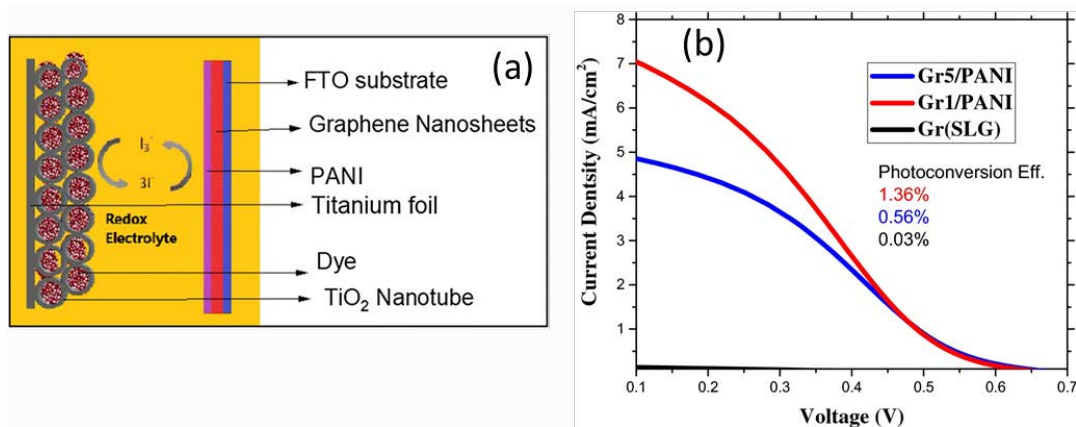 (a)
FTO substrate
Graphene Nanosheets
PANI
Titanium foil
Dye
TiO₂ Nanotube
I₃⁻
3I⁻
Redox
Electrolyte
(b)
Gr5/PANI
Gr1/PANI
Gr(SLG)
Photoconversion Eff.
1.36%
0.56%
0.03%
Current Dentsity (mA/cm²)
8
7
6
5
4
3
2
1
0.1 0.2 0.3 0.4 0.5 0.6 0.7
Voltage (V)